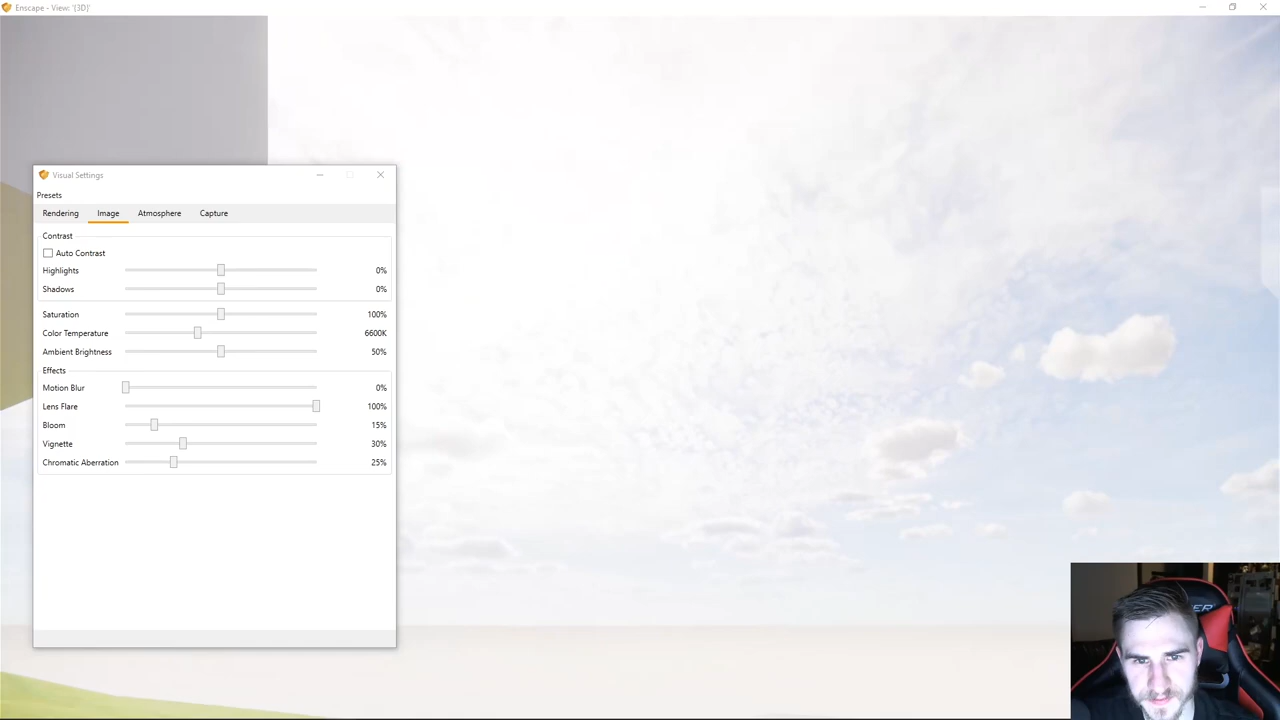 Enscape - View: '{3D}'
Visual Settings
Presets
Rendering Image Atmosphere Capture
Contrast
Auto Contrast
Highlights 0%
Shadows 0%
Saturation 100%
Color Temperature 6600K
Ambient Brightness 50%
Effects
Motion Blur 0%
Lens Flare 100%
Bloom 15%
Vignette 30%
Chromatic Aberration 25%